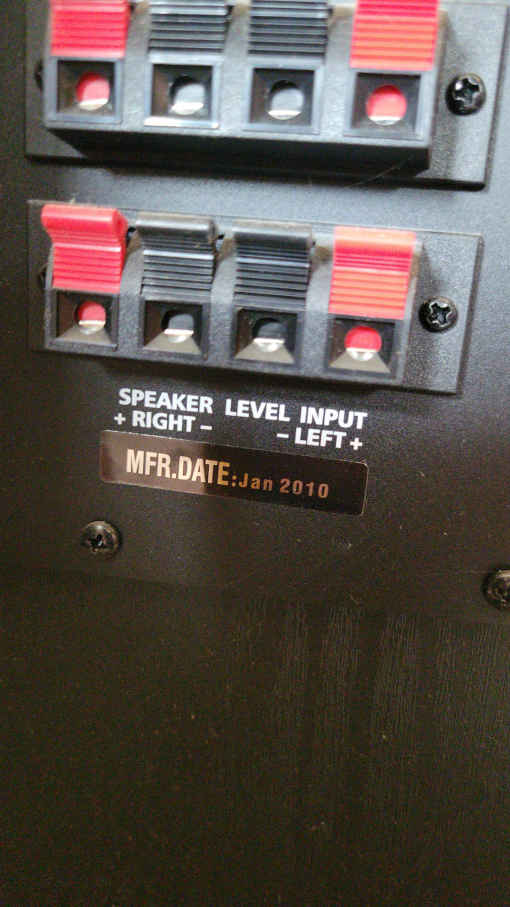 SPEAKER LEVEL INPUT
+ RIGHT – – LEFT +
MFR.DATE:Jan 2010